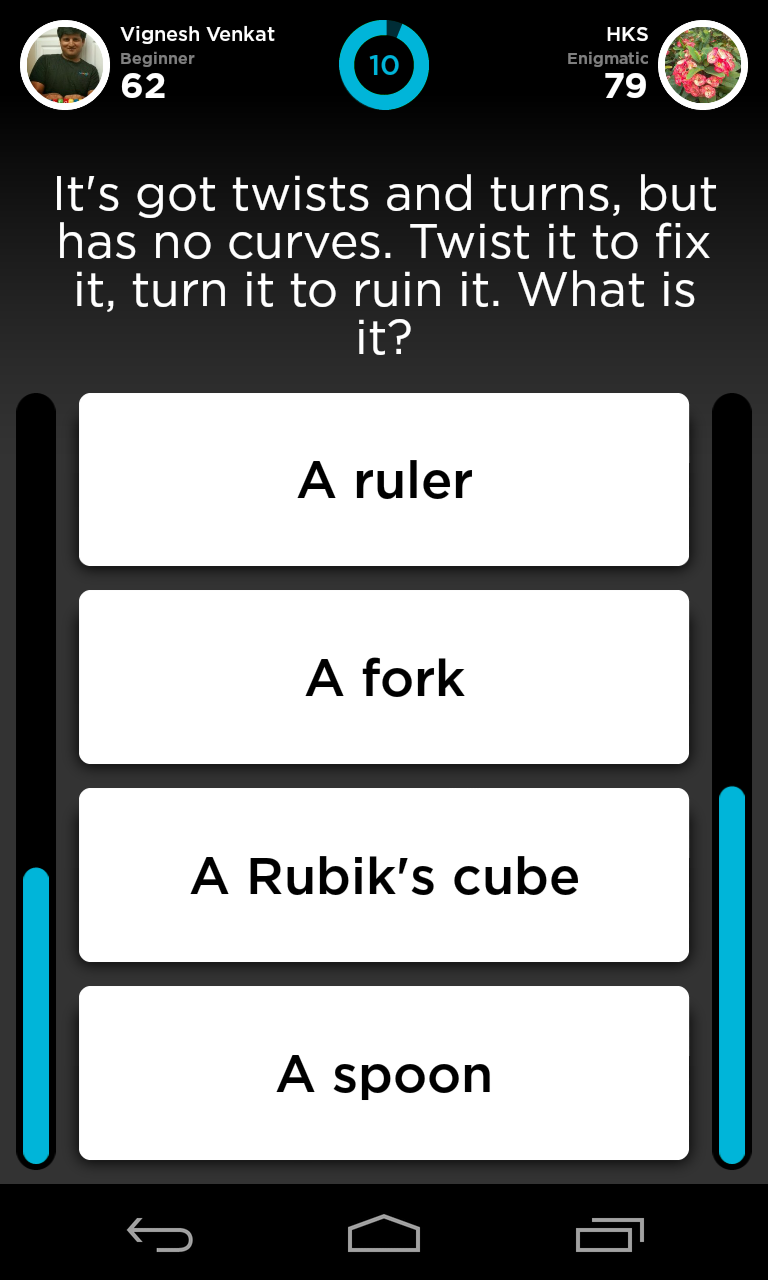 Vignesh Venkat
Beginner
62
10
HKS
Enigmatic
79
It's got twists and turns, but
has no curves. Twist it to fix
it, turn it to ruin it. What is
it?
A ruler
A fork
A Rubik's cube
A spoon